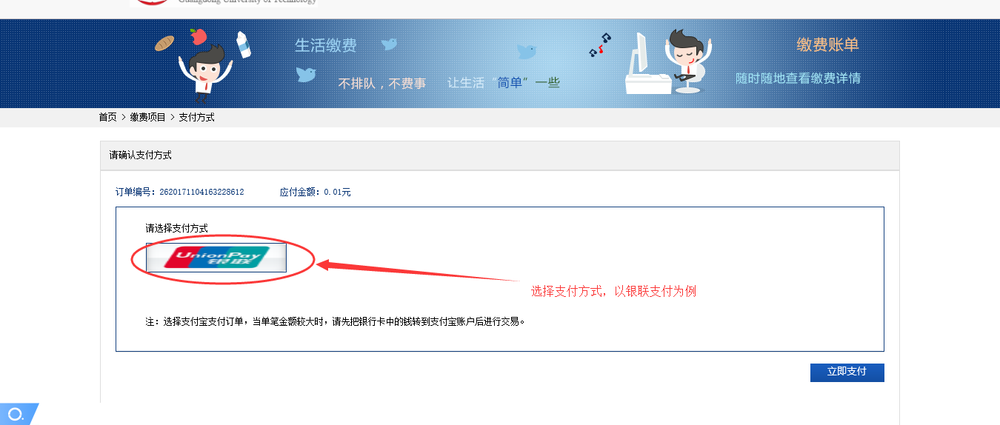 Guangdong University of Technology
生活缴费
缴费账单
不排队，不费事
让生活“简单”一些
随时随地查看缴费详情
首页 > 缴费项目 > 支付方式
请确认支付方式
订单编号：2620171104163228612 应付金额：0.01元
请选择支付方式
UnionPay
银联
选择支付方式，以银联支付为例
注：选择支付宝支付订单，当单笔金额较大时，请先把银行卡中的钱转到支付宝账户后进行交易。
立即支付